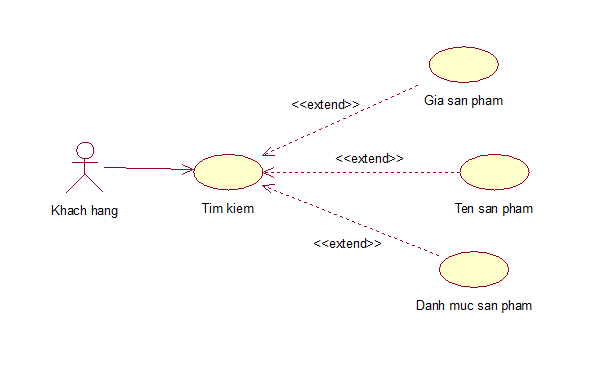 <<extend>>
Gia san pham
<<extend>>
Khach hang
Tim kiem
Ten san pham
<<extend>>
Danh muc san pham